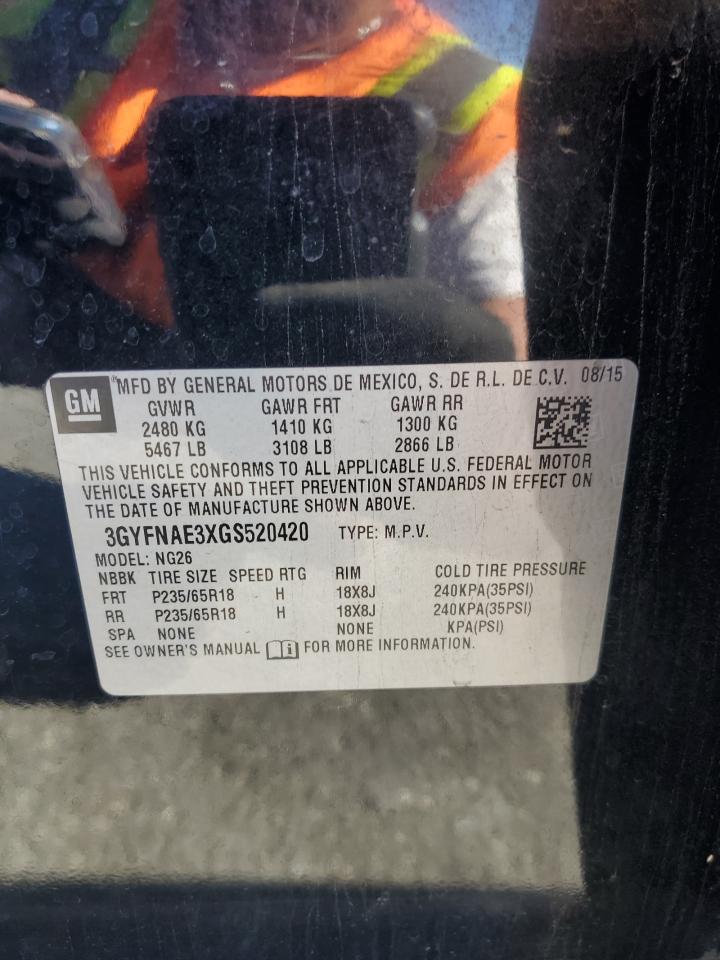 GM "MFD BY GENERAL MOTORS DE MEXICO, S. DE R.L. DE C.V. 08/15
GVWR GAWR FRT GAWR RR
2480 KG 1410 KG 1300 KG
5467 LB 3108 LB 2866 LB
THIS VEHICLE CONFORMS TO ALL APPLICABLE U.S. FEDERAL MOTOR
VEHICLE SAFETY AND THEFT PREVENTION STANDARDS IN EFFECT ON
THE DATE OF MANUFACTURE SHOWN ABOVE.
3GYFNAE3XGS520420 TYPE: M.P.V.
MODEL: NG26
NBBK TIRE SIZE SPEED RTG RIM COLD TIRE PRESSURE
FRT P235/65R18 H 18X8J 240KPA(35PSI)
RR P235/65R18 H 18X8J 240KPA(35PSI)
SPA NONE NONE KPA(PSI)
SEE OWNER'S MANUAL FOR MORE INFORMATION.